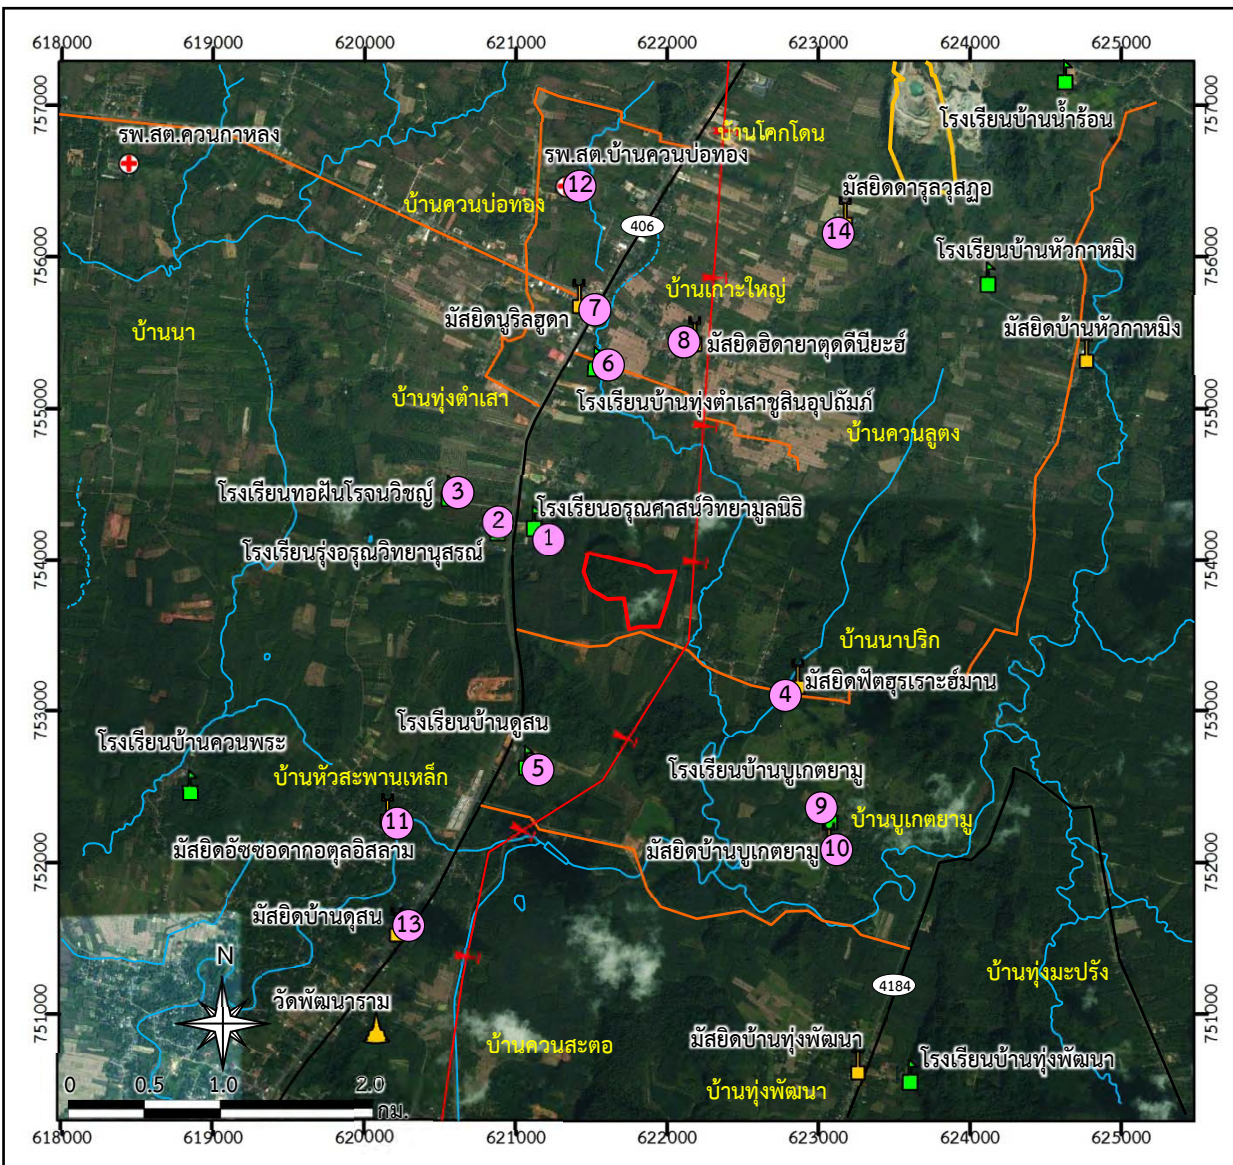 618000 619000 620000 621000 622000 623000 624000 625000
757000 757000
โรงเรียนบ้านน้ำร้อน
บ้านโคกโดน
รพ.สต.ควนกาหลง
รพ.สต.บ้านควนบ่อทอง
12
มัสยิดดารุลวุสฏอ
บ้านควนบ่อทอง
406
14
โรงเรียนบ้านหัวกาหมิง
756000 756000
บ้านเกาะใหญ่
7
มัสยิดนูริลฮูดา
บ้านนา
8
มัสยิดฮิดายาตุดดีนียะฮ์
มัสยิดบ้านหัวกาหมิง
6
บ้านทุ่งตำเสา
โรงเรียนบ้านทุ่งตำเสาชูสินอุปถัมภ์
755000 755000
บ้านควนลูตง
โรงเรียนทอฝันโรจนวิชญ์
3
โรงเรียนอรุณศาสน์วิทยามูลนิธิ
2
1
โรงเรียนรุ่งอรุณวิทยานุสรณ์
754000 754000
บ้านนาปริก
มัสยิดฟัตฮุรเราะฮ์มาน
4
753000 753000
โรงเรียนบ้านดูสน
โรงเรียนบ้านควนพระ
บ้านหัวสะพานเหล็ก
5
โรงเรียนบ้านบูเกตยามู
9
บ้านบูเกตยามู
11
มัสยิดอัซซอดากอตุลอิสลาม
มัสยิดบ้านบูเกตยามู
10
752000 752000
มัสยิดบ้านดุสน
13
N
บ้านทุ่งมะปรัง
4184
วัดพัฒนาราม
751000 751000
บ้านควนสะตอ
มัสยิดบ้านทุ่งพัฒนา
โรงเรียนบ้านทุ่งพัฒนา
บ้านทุ่งพัฒนา
0 0.5 1.0 2.0
กม.
618000 619000 620000 621000 622000 623000 624000 625000